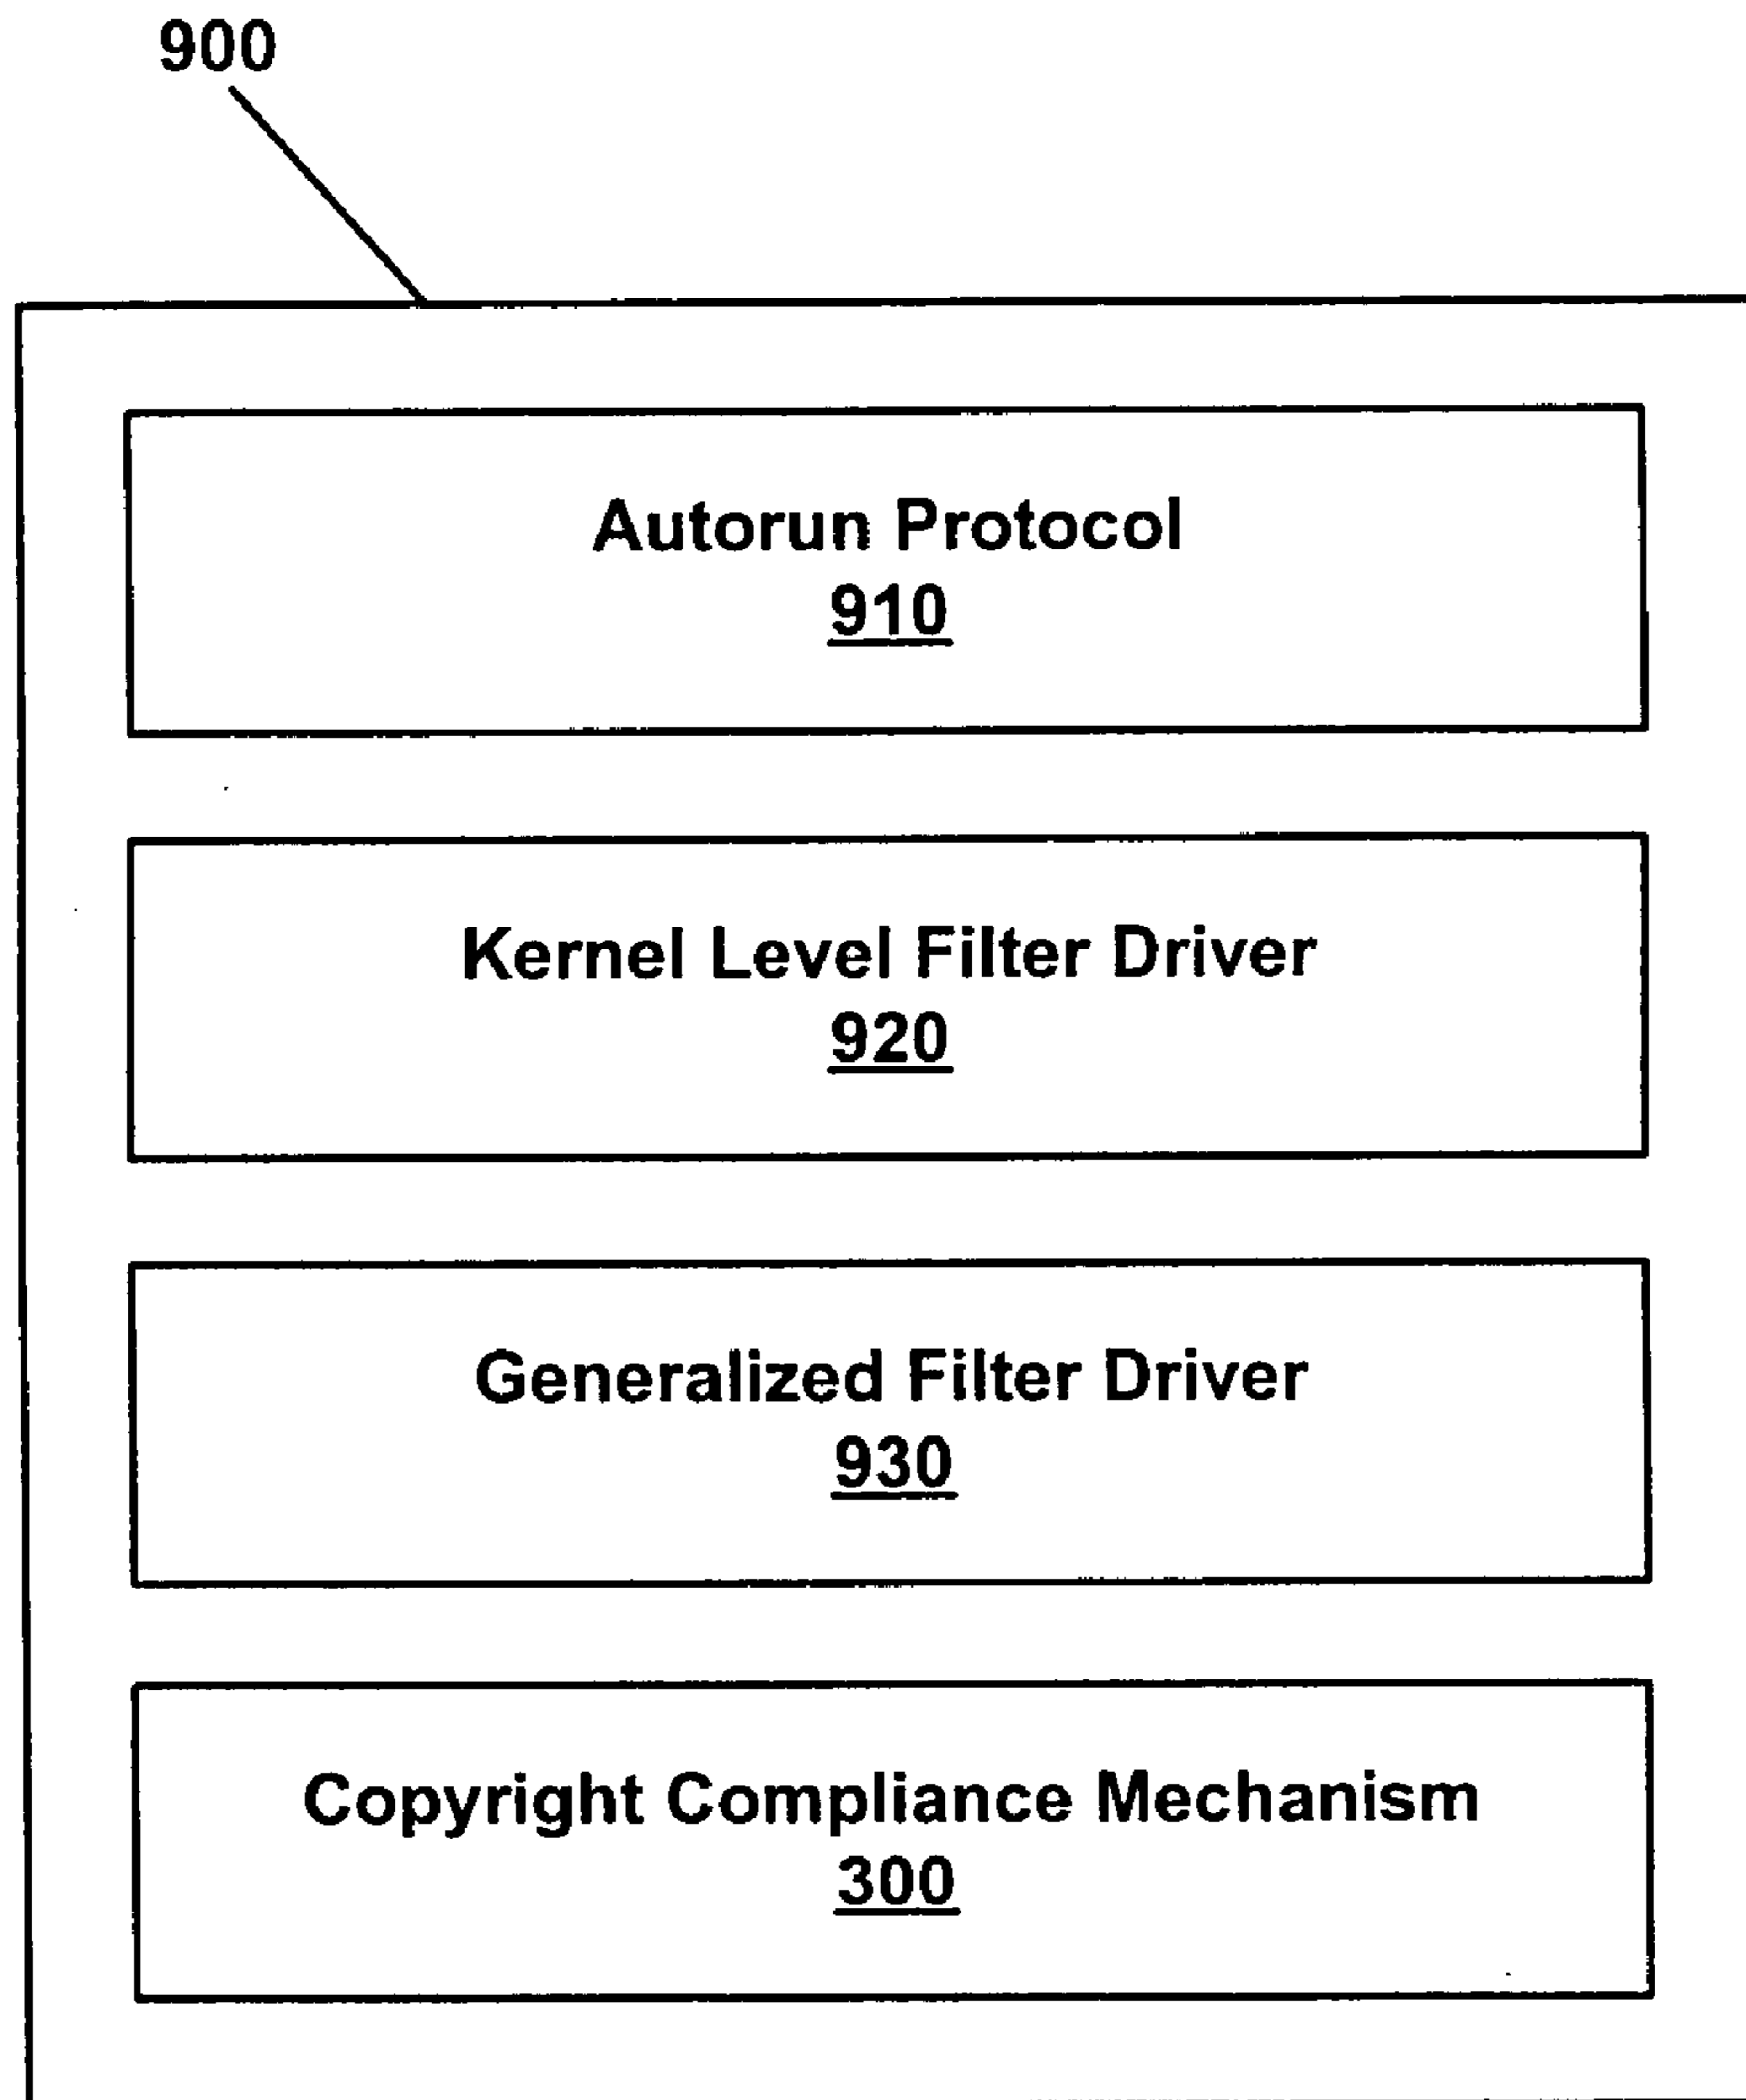 900
Autorun Protocol
910
Kernel Level Filter Driver
920
Generalized Filter Driver
930
Copyright Compliance Mechanism
300